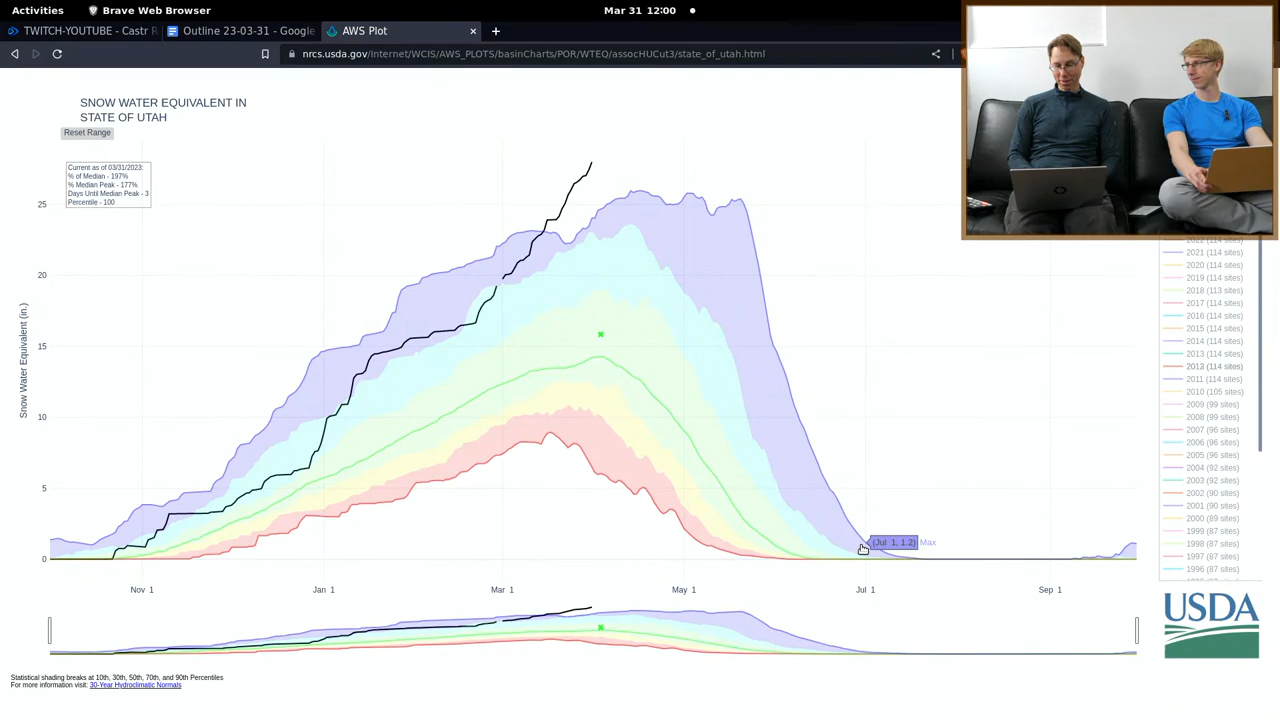 Activities
Brave Web Browser
Mar 31 12:00
TWITCH-YOUTUBE - Castr
Outline 23-03-31 - Google
AWS Plot
nrcs.usda.gov/Internet/WCIS/AWS_PLOTS/basinCharts/POR/WTEQ/assocHUCut3/state_of_utah.html
SNOW WATER EQUIVALENT IN
STATE OF UTAH
Reset Range
Current as of 03/31/2023:
% of Median - 197%
% Median Peak - 177%
Days Until Median Peak - 3
Percentile - 100
Snow Water Equivalent (in.)
25
20
15
10
5
0
Nov 1
Jan 1
Mar 1
May 1
Jul 1
Sep 1
(Jul 1, 1.2)
Max
2022 (114 sites)
2021 (114 sites)
2020 (114 sites)
2019 (114 sites)
2018 (113 sites)
2017 (114 sites)
2016 (114 sites)
2015 (114 sites)
2014 (114 sites)
2013 (114 sites)
2012 (114 sites)
2011 (114 sites)
2010 (105 sites)
2009 (99 sites)
2008 (99 sites)
2007 (96 sites)
2006 (96 sites)
2005 (96 sites)
2004 (92 sites)
2003 (92 sites)
2002 (90 sites)
2001 (90 sites)
2000 (89 sites)
1999 (87 sites)
1998 (87 sites)
1997 (87 sites)
1996 (87 sites)
USDA
Statistical shading breaks at 10th, 30th, 50th, 70th, and 90th Percentiles
For more information visit: 30-Year Hydroclimatic Normals